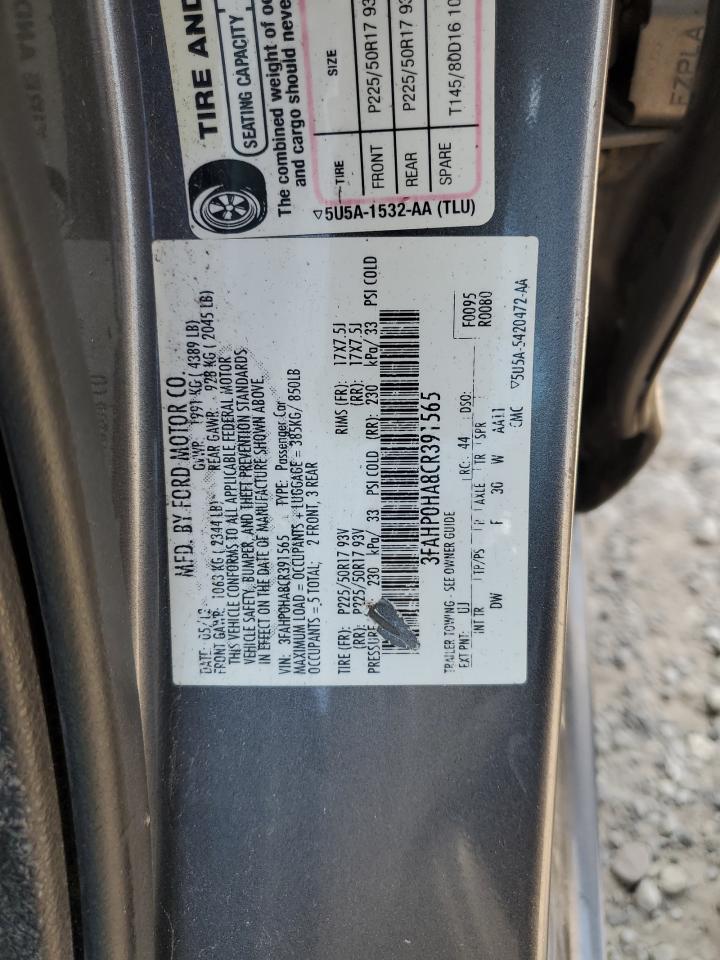 TIRE AND
SEATING CAPACITY
The combined weight of oc
and cargo should never
TIRE SIZE
FRONT P225/50R17 93
REAR P225/50R17 93
SPARE T145/80D16 10
▽5U5A-1532-AA (TLU)
MFD. BY FORD MOTOR CO.
DATE: 05/12 GVWR: 1991 KG ( 4389 LB)
FRONT GAWR: 1063 KG ( 2344 LB) REAR GAWR: 928 KG ( 2045 LB)
THIS VEHICLE CONFORMS TO ALL APPLICABLE FEDERAL MOTOR
VEHICLE SAFETY, BUMPER, AND THEFT PREVENTION STANDARDS
IN EFFECT ON THE DATE OF MANUFACTURE SHOWN ABOVE.
VIN: 3FAHP0HA8CR391565 TYPE: Passenger Car
MAXIMUM LOAD = OCCUPANTS + LUGGAGE = 385KG/ 850LB
OCCUPANTS = 5 TOTAL; 2 FRONT, 3 REAR
TIRE (FR): P225/50R17 93V RIMS (FR): 17X7.5J
(RR): P225/50R17 93V (RR): 17X7.5J
PRESSURE 230 kPa/ 33 PSI COLD (RR): 230 kPa/ 33 PSI COLD
3FAHP0HA8CR391565
TRAILER TOWING - SEE OWNER GUIDE F0095
EXT PNT: UJ RC: 44 DSO: R0080
INT TR TP/PS R AXLE TR SPR
DW F 30 W AA11
CMC ▽5U5A-5420472-AA
FZPLA